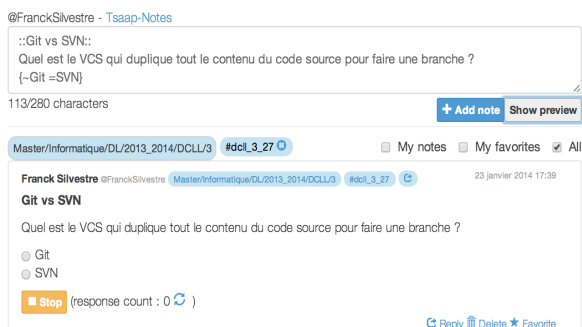 @FranckSilvestre - Tsaap-Notes
::Git vs SVN::
Quel est le VCS qui duplique tout le contenu du code source pour faire une branche ?
{~Git =SVN}
113/280 characters
Add note Show preview
Master/Informatique/DL/2013_2014/DCLL/3 #dcll_3_27 My notes My favorites All
Franck Silvestre @FranckSilvestre Master/Informatique/DL/2013_2014/DCLL/3 #dcll_3_27 23 janvier 2014 17:39
Git vs SVN
Quel est le VCS qui duplique tout le contenu du code source pour faire une branche ?
Git
SVN
Stop (response count : 0 )
Reply Delete Favorite